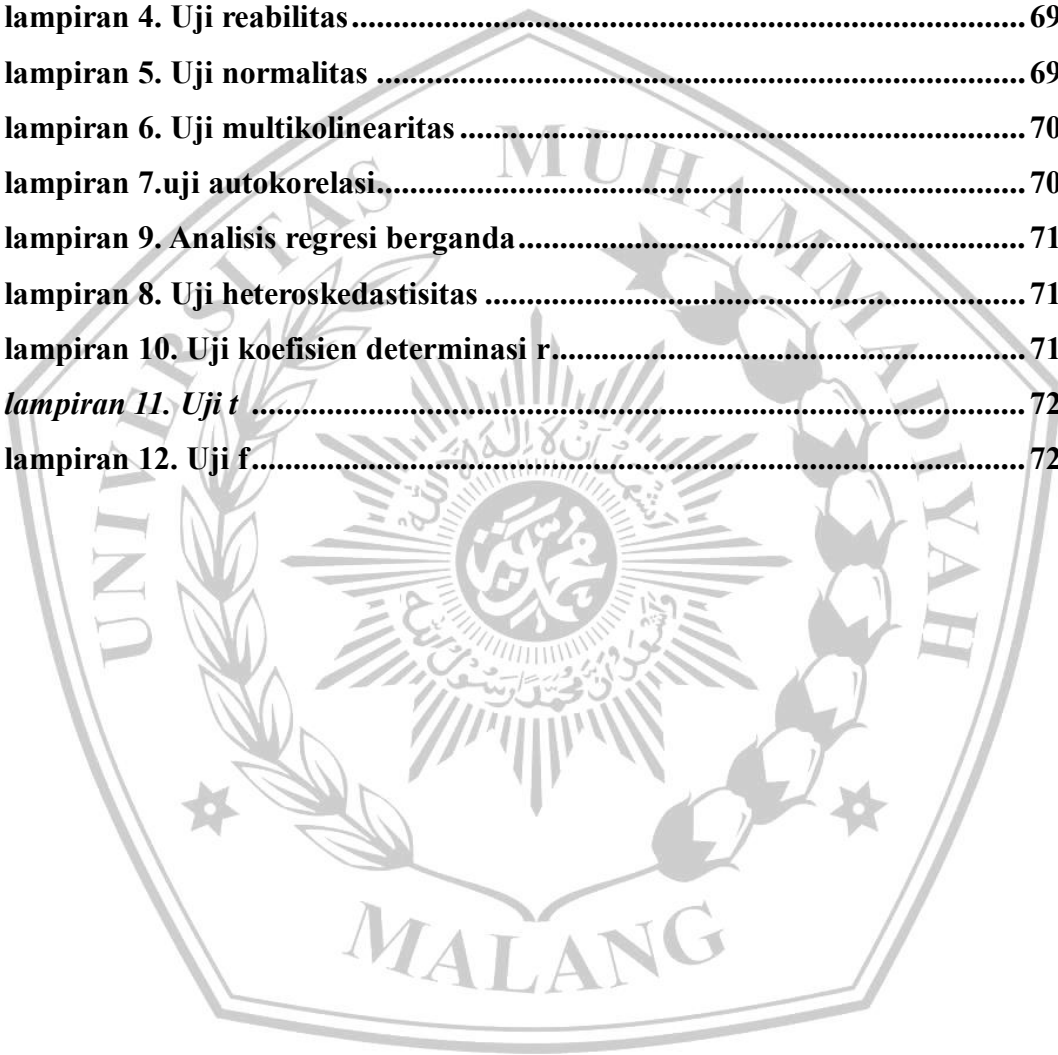 lampiran 4. Uji reabilitas 69
lampiran 5. Uji normalitas 69
lampiran 6. Uji multikolinearitas 70
lampiran 7.uji autokorelasi 70
lampiran 9. Analisis regresi berganda 71
lampiran 8. Uji heteroskedastisitas 71
lampiran 10. Uji koefisien determinasi r 71
lampiran 11. Uji t 72
lampiran 12. Uji f 72
UNIVERSITAS MUHAMMADIYAH
MALANG